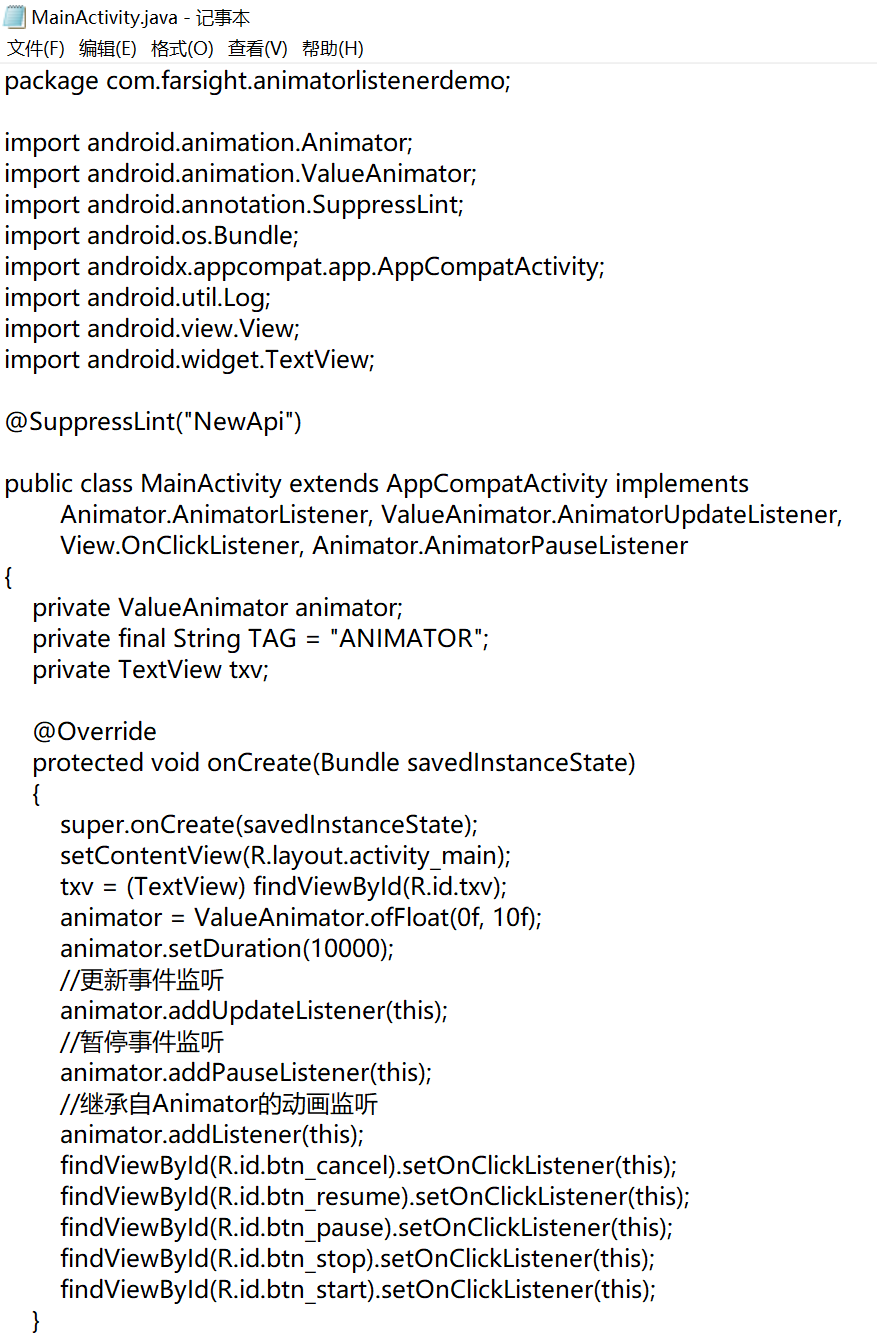 MainActivity.java - 记事本
文件(F) 编辑(E) 格式(O) 查看(V) 帮助(H)
package com.farsight.animatorlistenerdemo;
import android.animation.Animator;
import android.animation.ValueAnimator;
import android.annotation.SuppressLint;
import android.os.Bundle;
import androidx.appcompat.app.AppCompatActivity;
import android.util.Log;
import android.view.View;
import android.widget.TextView;
@SuppressLint("NewApi")
public class MainActivity extends AppCompatActivity implements
Animator.AnimatorListener, ValueAnimator.AnimatorUpdateListener,
View.OnClickListener, Animator.AnimatorPauseListener
{
private ValueAnimator animator;
private final String TAG = "ANIMATOR";
private TextView txv;
@Override
protected void onCreate(Bundle savedInstanceState)
{
super.onCreate(savedInstanceState);
setContentView(R.layout.activity_main);
txv = (TextView) findViewById(R.id.txv);
animator = ValueAnimator.ofFloat(0f, 10f);
animator.setDuration(10000);
//更新事件监听
animator.addUpdateListener(this);
//暂停事件监听
animator.addPauseListener(this);
//继承自Animator的动画监听
animator.addListener(this);
findViewById(R.id.btn_cancel).setOnClickListener(this);
findViewById(R.id.btn_resume).setOnClickListener(this);
findViewById(R.id.btn_pause).setOnClickListener(this);
findViewById(R.id.btn_stop).setOnClickListener(this);
findViewById(R.id.btn_start).setOnClickListener(this);
}